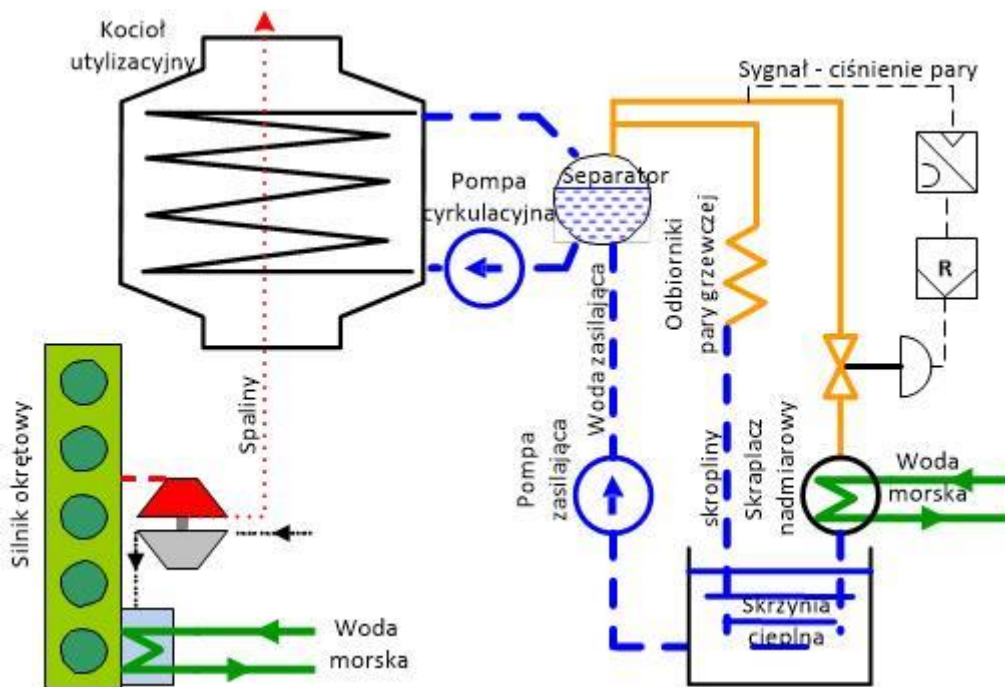 Kocioł
utylizacyjny
Sygnał - ciśnienie pary
Separator
Pompa
cyrkulacyjna
R
Odbiorniki
pary grzewczej
Woda zasilająca
Spaliny
Silnik okrętowy
Pompa
zasilająca
skropliny
Skraplacz
nadmiarowy
Woda
morska
Skrzynia
cieplna
Woda
morska